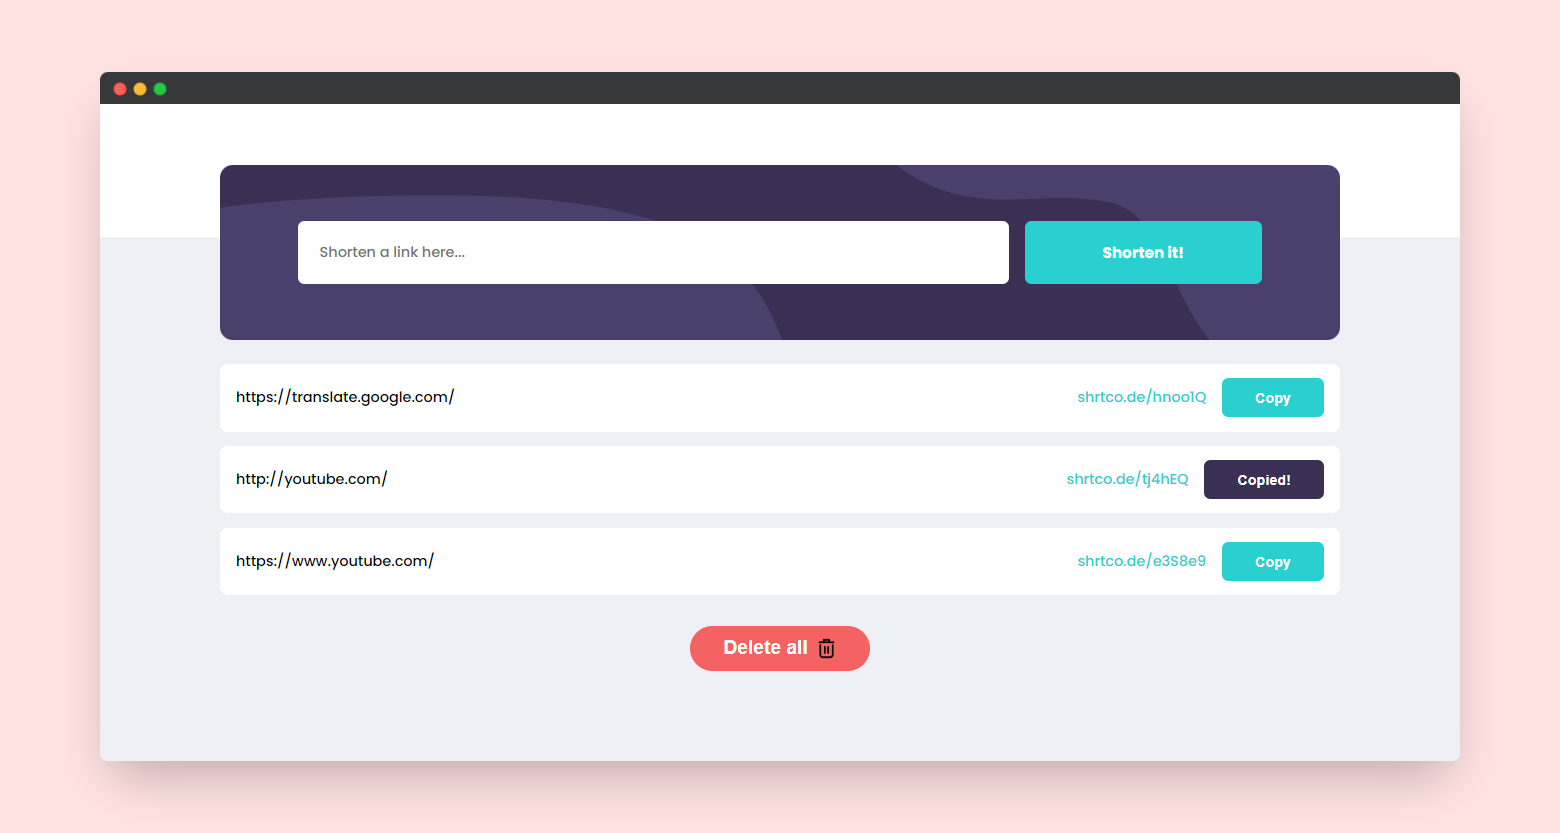 Shorten a link here...
Shorten it!
https://translate.google.com/
shrtco.de/hnoo1Q
Copy
http://youtube.com/
shrtco.de/tj4hEQ
Copied!
https://www.youtube.com/
shrtco.de/e3S8e9
Copy
Delete all